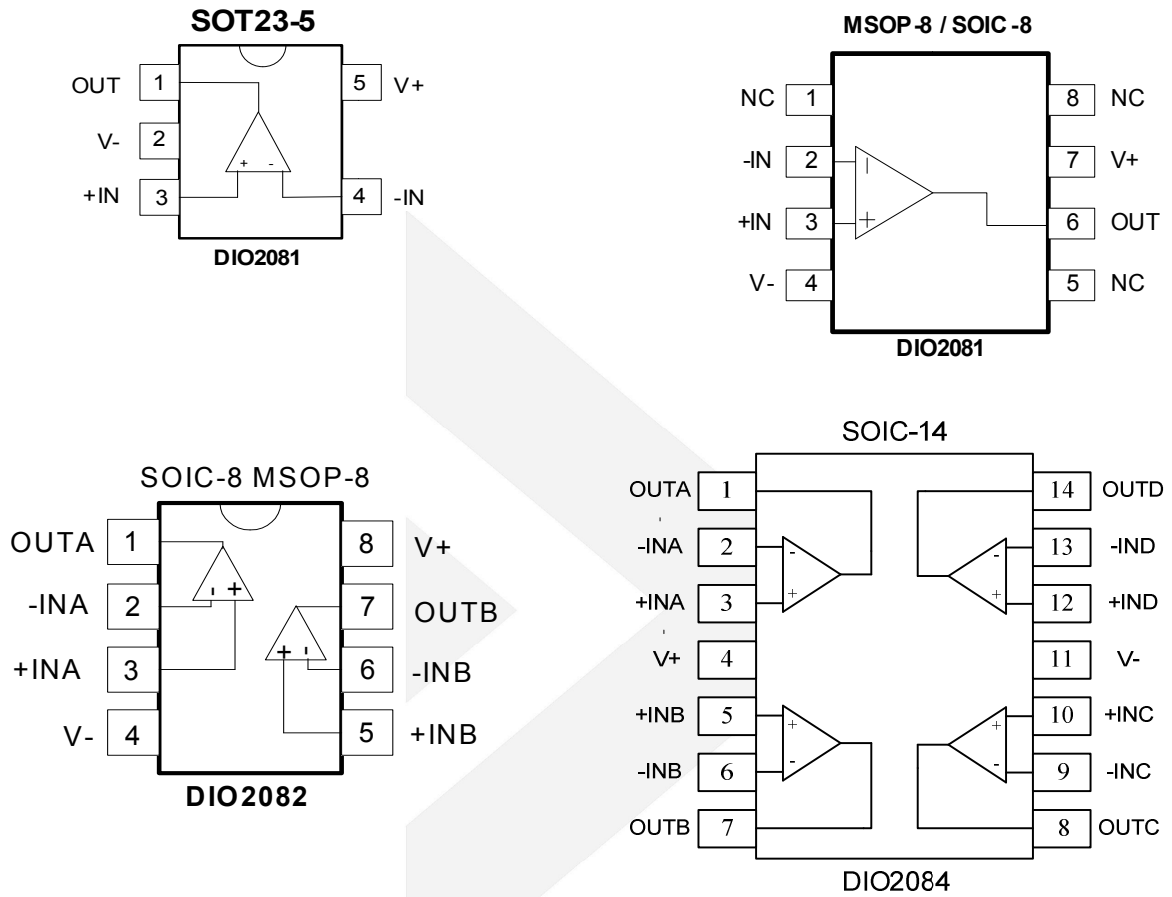 SOT23-5
OUT 1 5 V+
V- 2
+IN 3 4 -IN
+ -
DIO2081
MSOP-8 / SOIC-8
NC 1 8 NC
-IN 2 7 V+
+IN 3 6 OUT
V- 4 5 NC
- +
DIO2081
SOIC-8 MSOP-8
OUTA 1 8 V+
-INA 2 7 OUTB
+INA 3 6 -INB
V- 4 5 +INB
- + + -
DIO2082
SOIC-14
OUTA 1 14 OUTD
-INA 2 - - 13 -IND
+INA 3 + + 12 +IND
V+ 4 11 V-
+INB 5 + + 10 +INC
-INB 6 - - 9 -INC
OUTB 7 8 OUTC
DIO2084